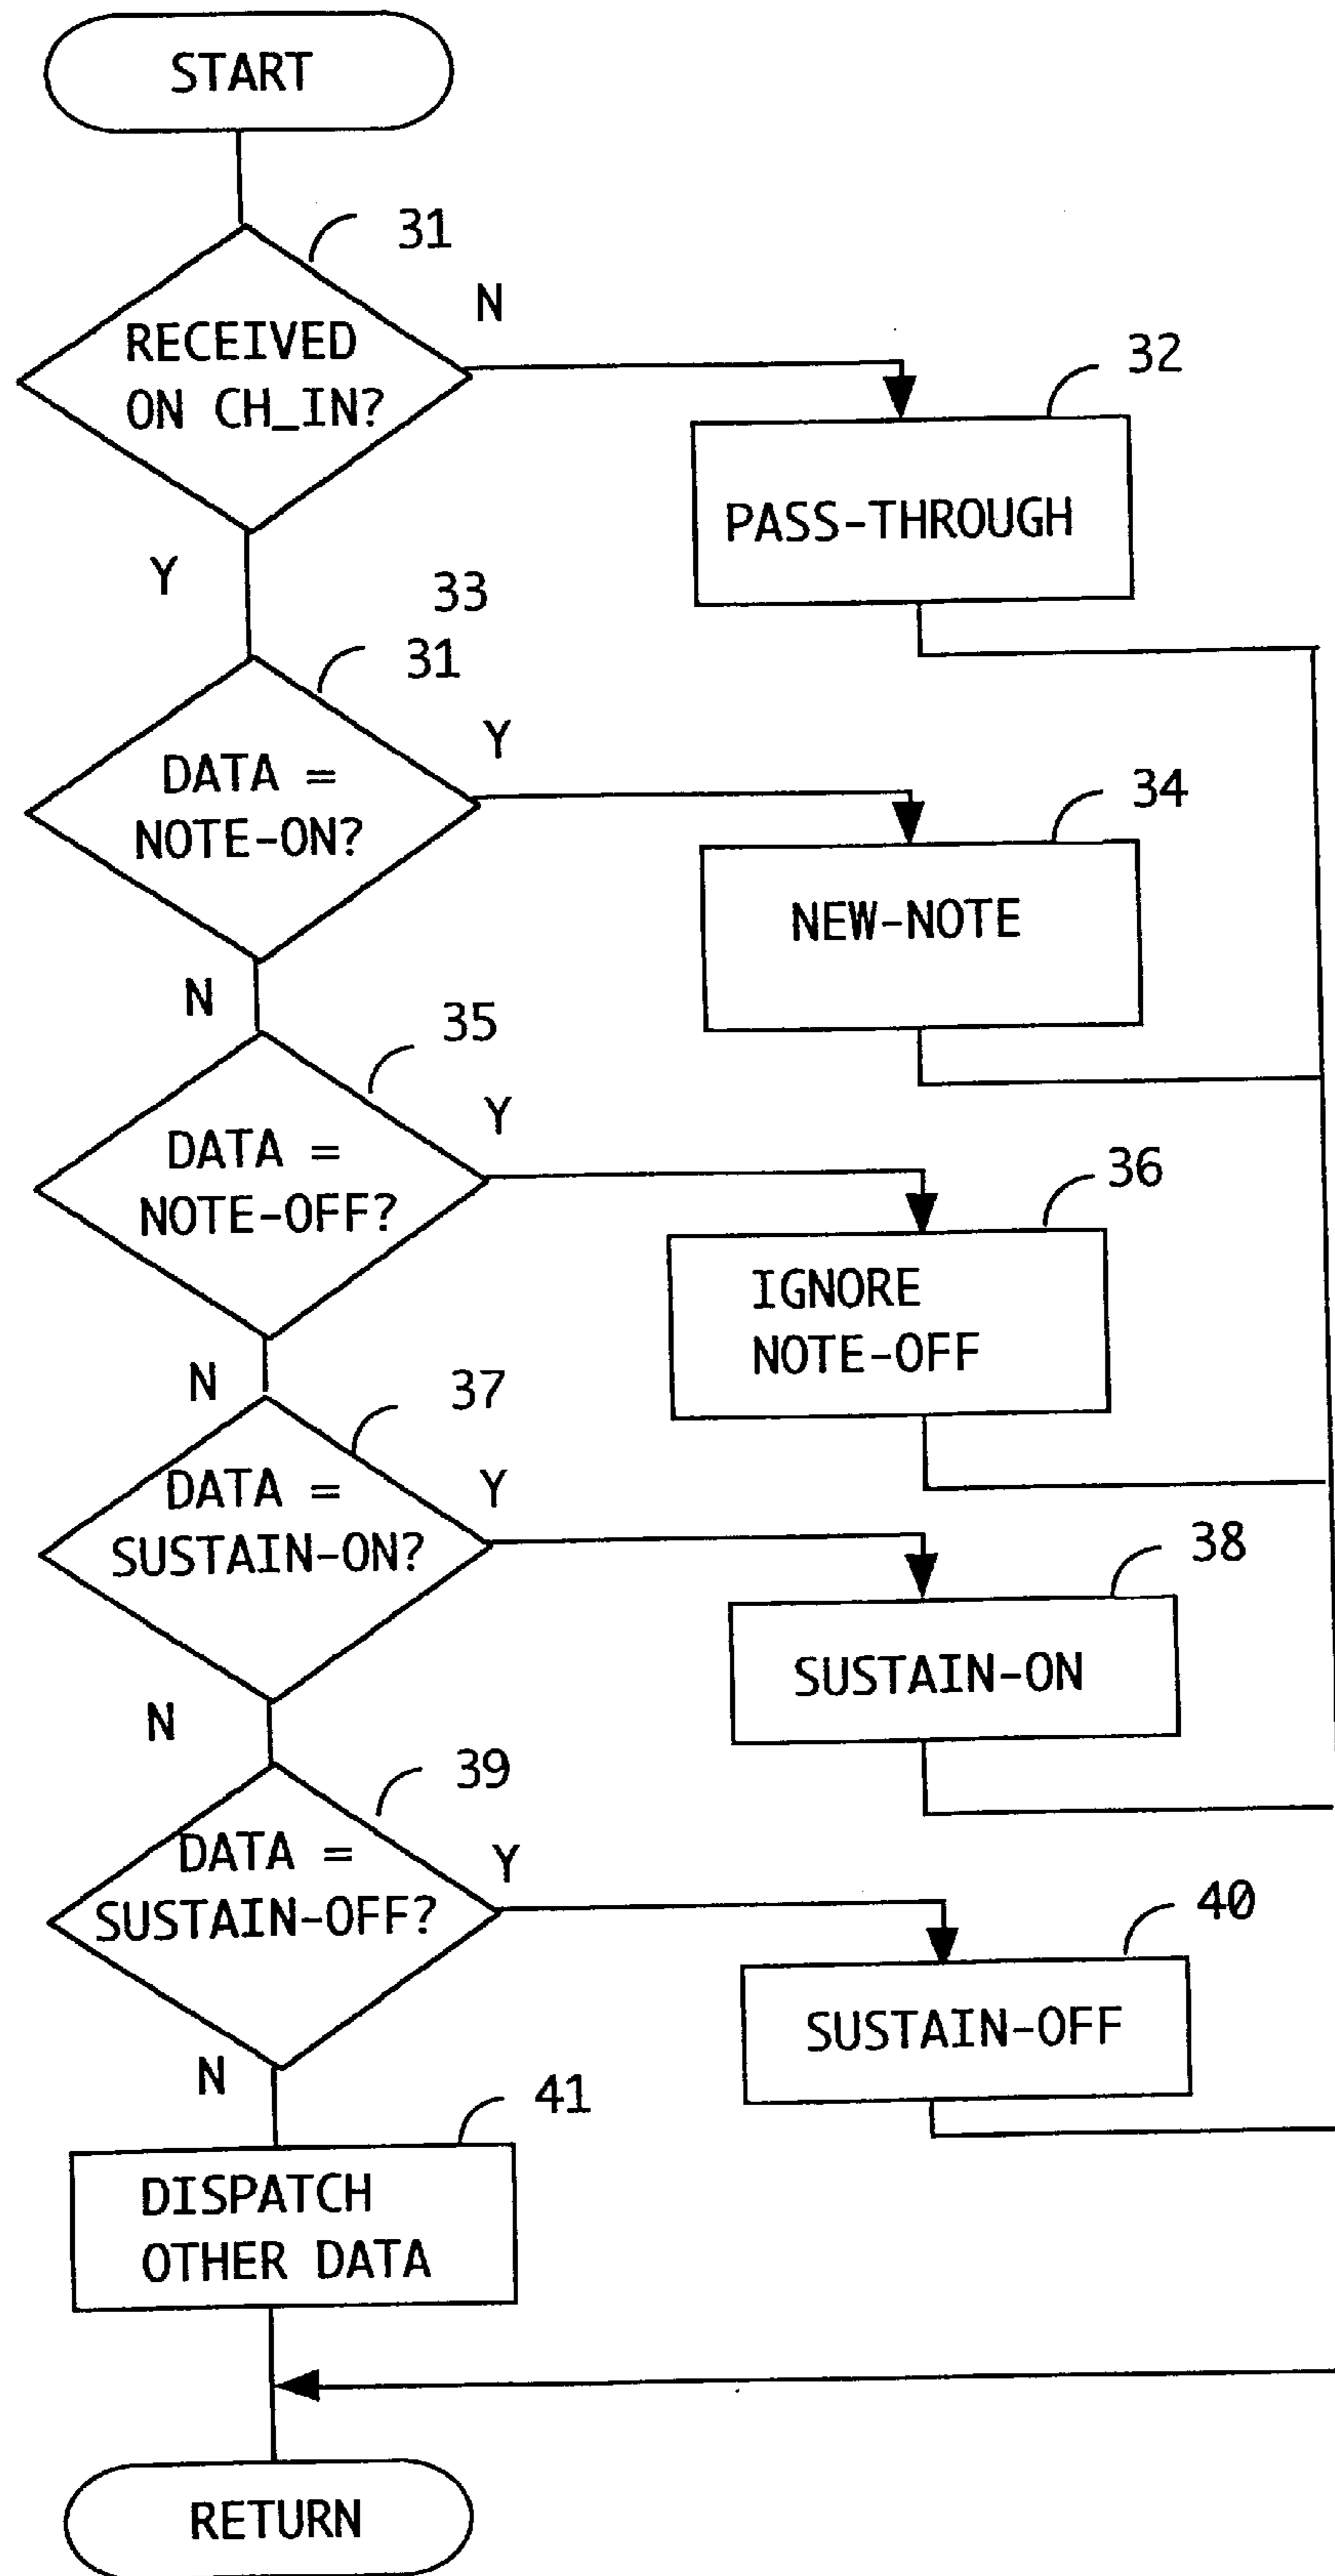 START
31
RECEIVED
ON CH_IN?
N
32
PASS-THROUGH
Y
33
31
DATA =
NOTE-ON?
Y
34
NEW-NOTE
N
35
DATA =
NOTE-OFF?
Y
36
IGNORE
NOTE-OFF
N
37
DATA =
SUSTAIN-ON?
Y
38
SUSTAIN-ON
N
39
DATA =
SUSTAIN-OFF?
Y
40
SUSTAIN-OFF
N
41
DISPATCH
OTHER DATA
RETURN